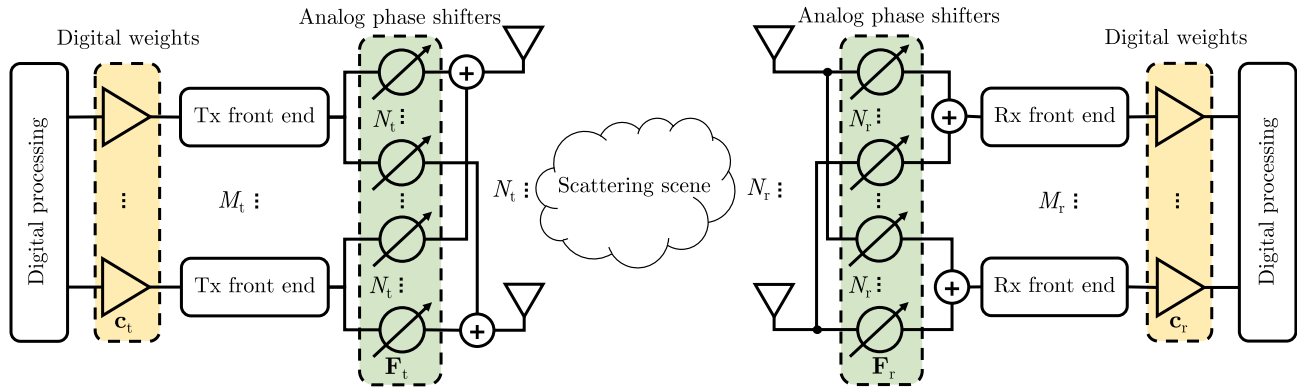 Analog phase shifters
Analog phase shifters
Digital weights
Digital weights
Digital processing
Tx front end
N_t ⋮
+
N_r ⋮
+
Rx front end
Digital processing
⋮
M_t ⋮
⋮
N_t ⋮
Scattering scene
N_r ⋮
⋮
M_r ⋮
⋮
Tx front end
N_t ⋮
+
N_r ⋮
+
Rx front end
c_t
F_t
F_r
c_r